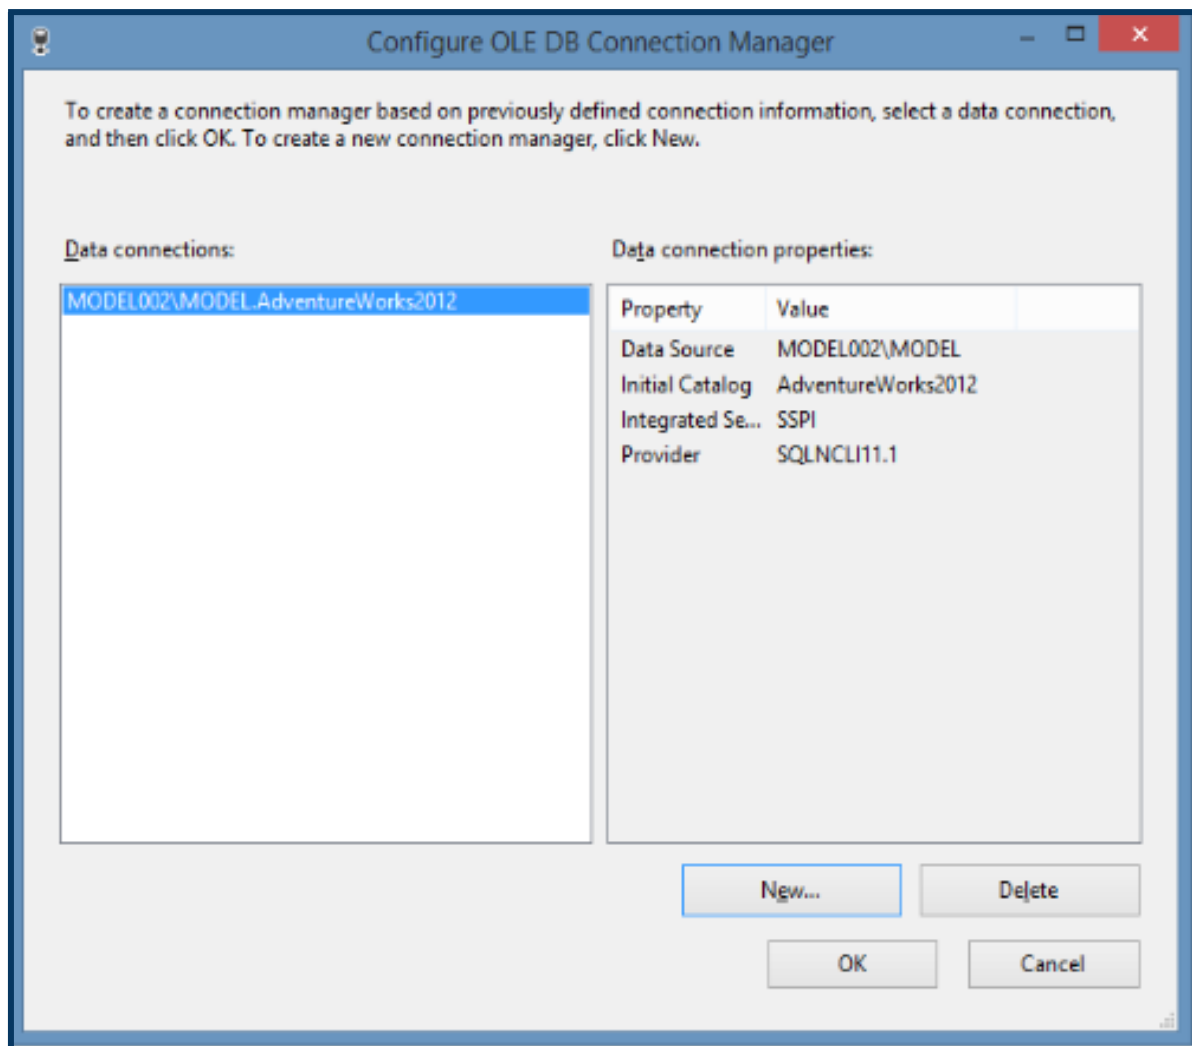 Configure OLE DB Connection Manager
To create a connection manager based on previously defined connection information, select a data connection,
and then click OK. To create a new connection manager, click New.
Data connections:
Data connection properties:
MODEL002\MODEL.AdventureWorks2012
Property Value
Data Source MODEL002\MODEL
Initial Catalog AdventureWorks2012
Integrated Se... SSPI
Provider SQLNCLI11.1
New... Delete
OK Cancel